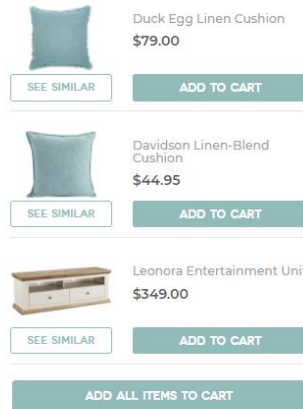 Duck Egg Linen Cushion
$79.00
SEE SIMILAR
ADD TO CART
Davidson Linen-Blend
Cushion
$44.95
SEE SIMILAR
ADD TO CART
Leonora Entertainment Uni
$349.00
SEE SIMILAR
ADD TO CART
ADD ALL ITEMS TO CART